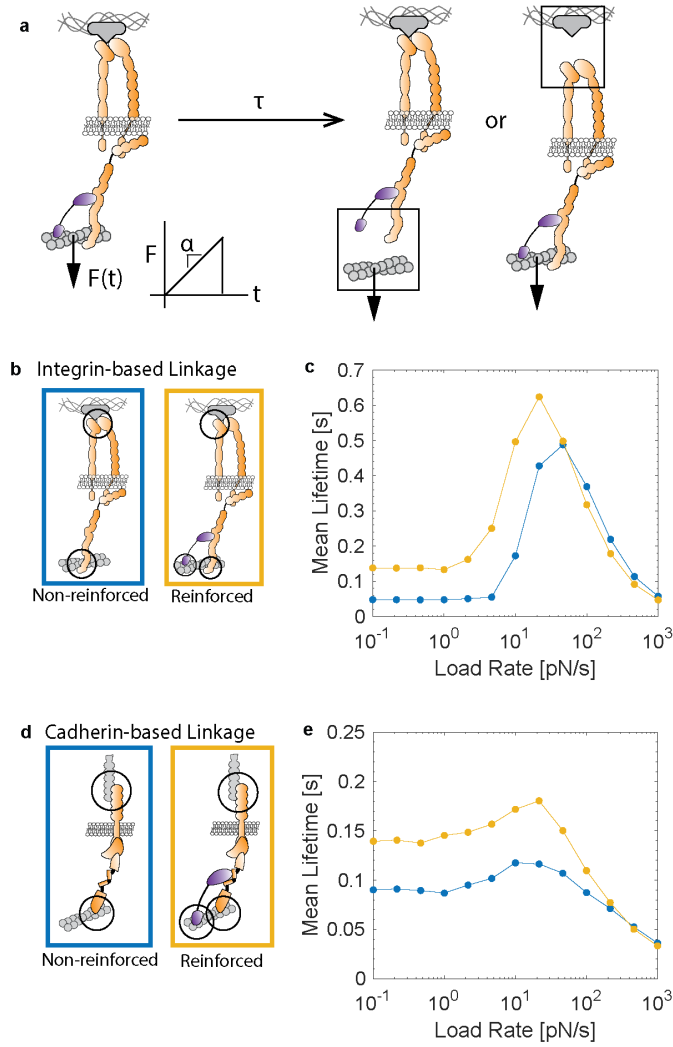 a
τ
or
F
α
t
F(t)
b Integrin-based Linkage
Non-reinforced
Reinforced
c
0.7
0.6
0.5
0.4
0.3
0.2
0.1
0
Mean Lifetime [s]
10⁻¹ 10⁰ 10¹ 10² 10³
Load Rate [pN/s]
d Cadherin-based Linkage
Non-reinforced
Reinforced
e
0.25
0.2
0.15
0.1
0.05
0
Mean Lifetime [s]
10⁻¹ 10⁰ 10¹ 10² 10³
Load Rate [pN/s]